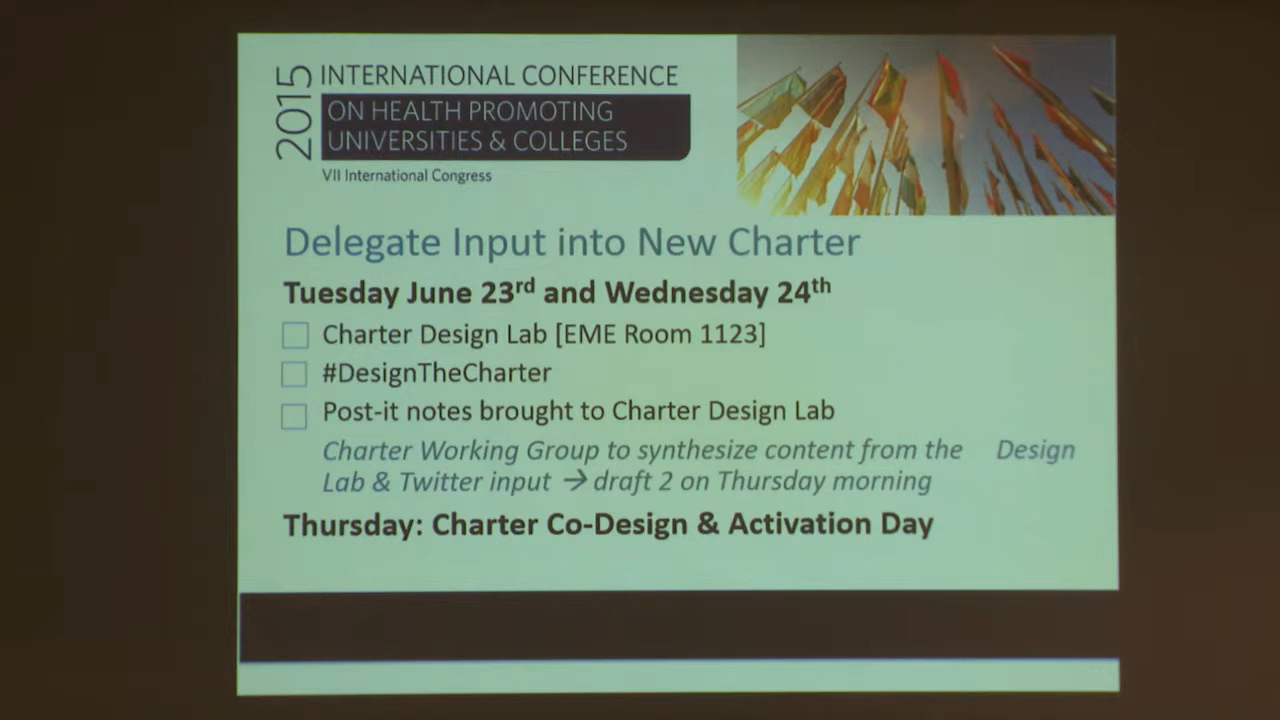 2015
INTERNATIONAL CONFERENCE
ON HEALTH PROMOTING
UNIVERSITIES & COLLEGES
VII International Congress
Delegate Input into New Charter
Tuesday June 23rd and Wednesday 24th
Charter Design Lab [EME Room 1123]
#DesignTheCharter
Post-it notes brought to Charter Design Lab
Charter Working Group to synthesize content from the Design
Lab & Twitter input → draft 2 on Thursday morning
Thursday: Charter Co-Design & Activation Day